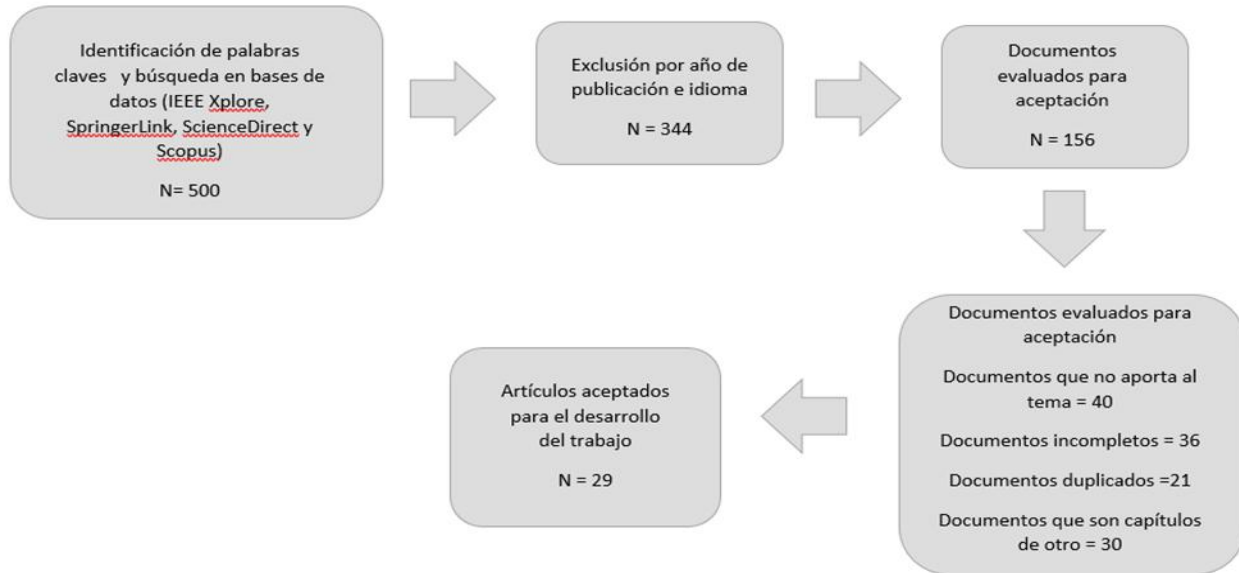 Identificación de palabras
claves y búsqueda en bases de
datos (IEEE Xplore,
SpringerLink, ScienceDirect y
Scopus)
N= 500
Exclusión por año de
publicación e idioma
N = 344
Documentos
evaluados para
aceptación
N = 156
Documentos evaluados para
aceptación
Documentos que no aporta al
tema = 40
Documentos incompletos = 36
Documentos duplicados =21
Documentos que son capítulos
de otro = 30
Artículos aceptados
para el desarrollo
del trabajo
N = 29